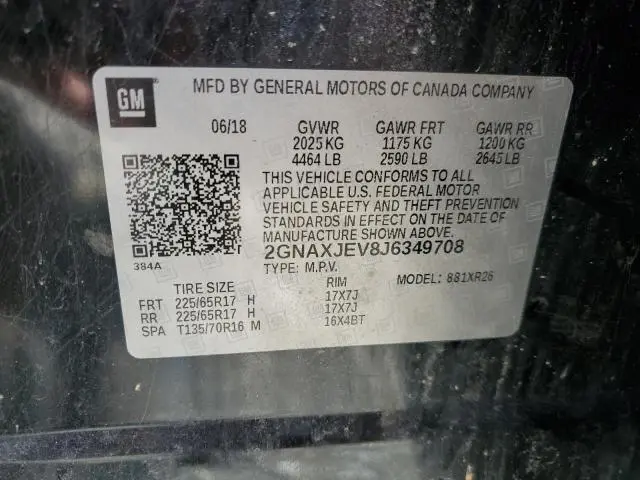 GM
MFD BY GENERAL MOTORS OF CANADA COMPANY
06/18 GVWR GAWR FRT GAWR RR
2025 KG 1175 KG 1200 KG
4464 LB 2590 LB 2645 LB
THIS VEHICLE CONFORMS TO ALL
APPLICABLE U.S. FEDERAL MOTOR
VEHICLE SAFETY AND THEFT PREVENTION
STANDARDS IN EFFECT ON THE DATE OF
MANUFACTURE SHOWN ABOVE.
384A 2GNAXJEV8J6349708
TYPE: M.P.V. MODEL: 881XR26
TIRE SIZE RIM
FRT 225/65R17 H 17X7J
RR 225/65R17 H 17X7J
SPA T135/70R16 M 16X4BT